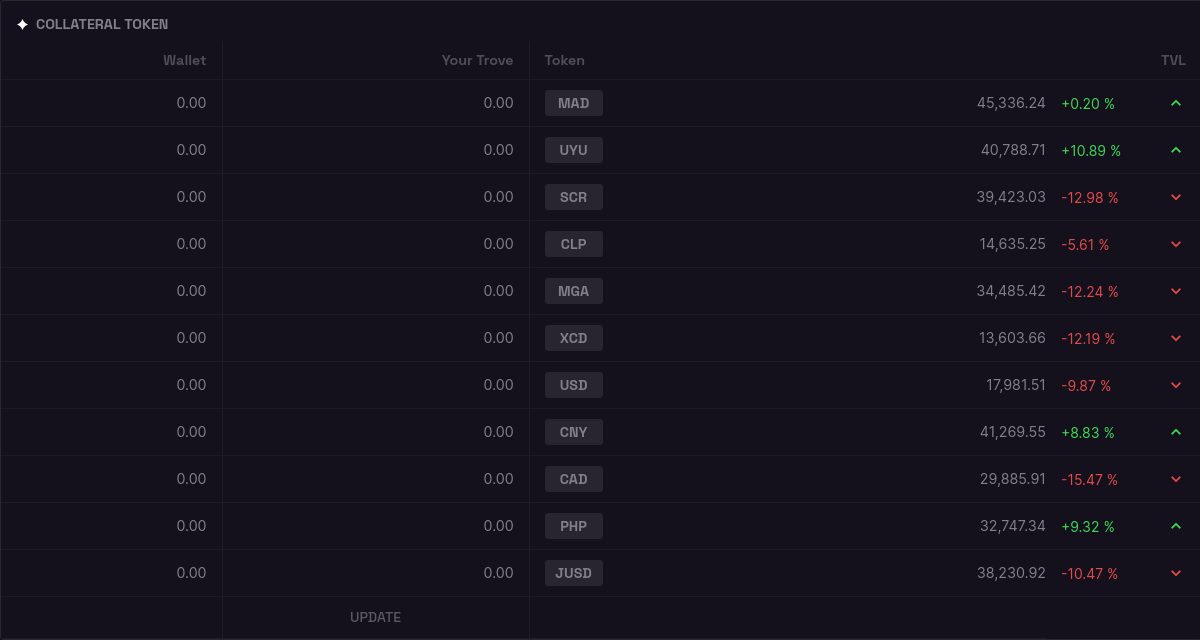 COLLATERAL TOKEN
Wallet Your Trove Token TVL
0.00 0.00 MAD 45,336.24 +0.20 %
0.00 0.00 UYU 40,788.71 +10.89 %
0.00 0.00 SCR 39,423.03 -12.98 %
0.00 0.00 CLP 14,635.25 -5.61 %
0.00 0.00 MGA 34,485.42 -12.24 %
0.00 0.00 XCD 13,603.66 -12.19 %
0.00 0.00 USD 17,981.51 -9.87 %
0.00 0.00 CNY 41,269.55 +8.83 %
0.00 0.00 CAD 29,885.91 -15.47 %
0.00 0.00 PHP 32,747.34 +9.32 %
0.00 0.00 JUSD 38,230.92 -10.47 %
UPDATE